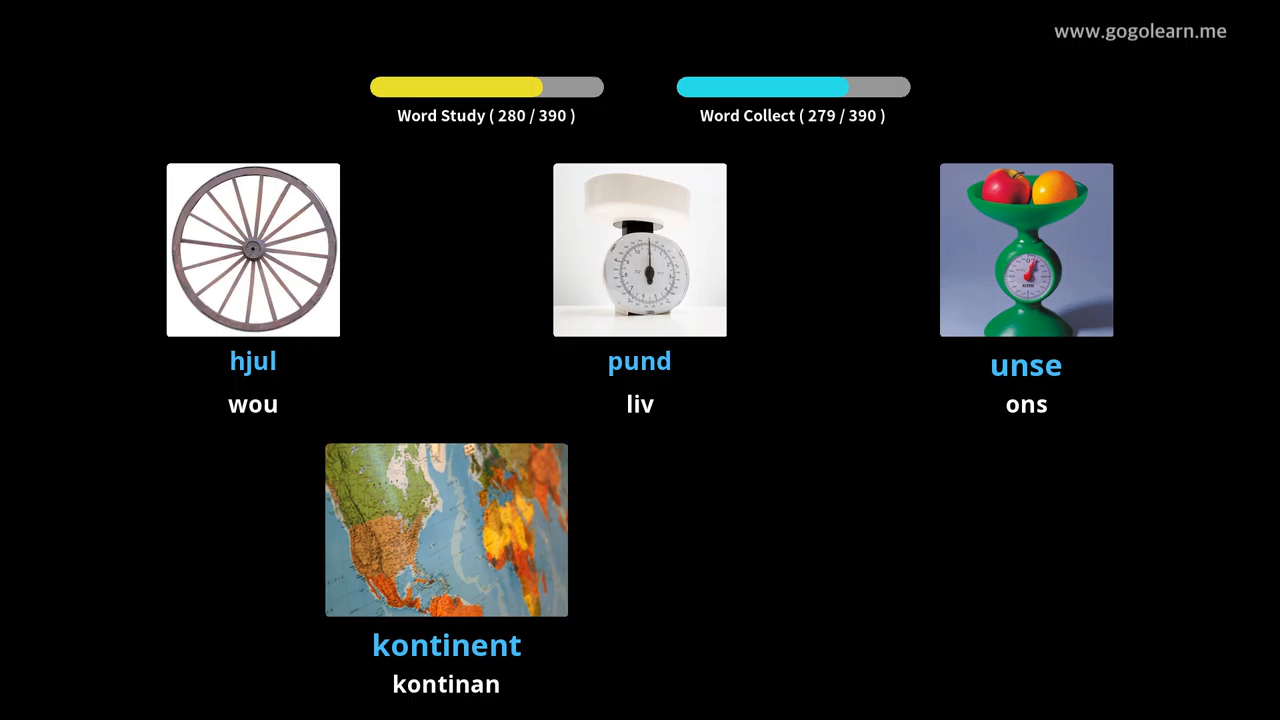 www.gogolearn.me
Word Study ( 280 / 390 )
Word Collect ( 279 / 390 )
hjul
pund
unse
wou
liv
ons
kontinent
kontinan